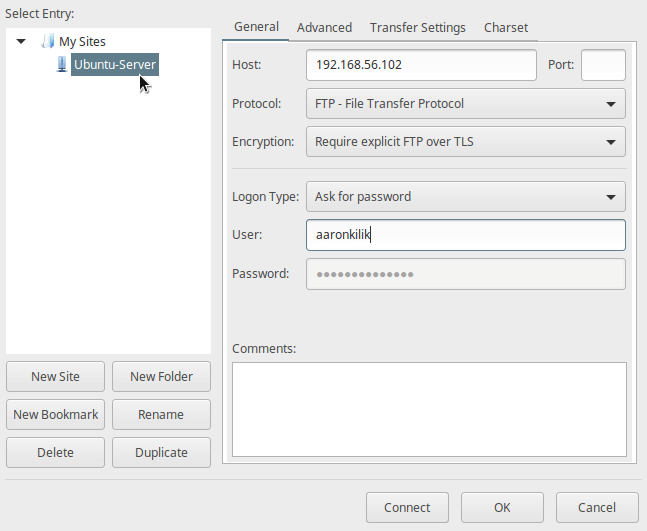 Select Entry:
My Sites
Ubuntu-Server
New Site
New Folder
New Bookmark
Rename
Delete
Duplicate
General
Advanced
Transfer Settings
Charset
Host:
192.168.56.102
Port:
Protocol:
FTP - File Transfer Protocol
Encryption:
Require explicit FTP over TLS
Logon Type:
Ask for password
User:
aaronkilik
Password:
●●●●●●●●●●●●●●
Comments:
Connect
OK
Cancel